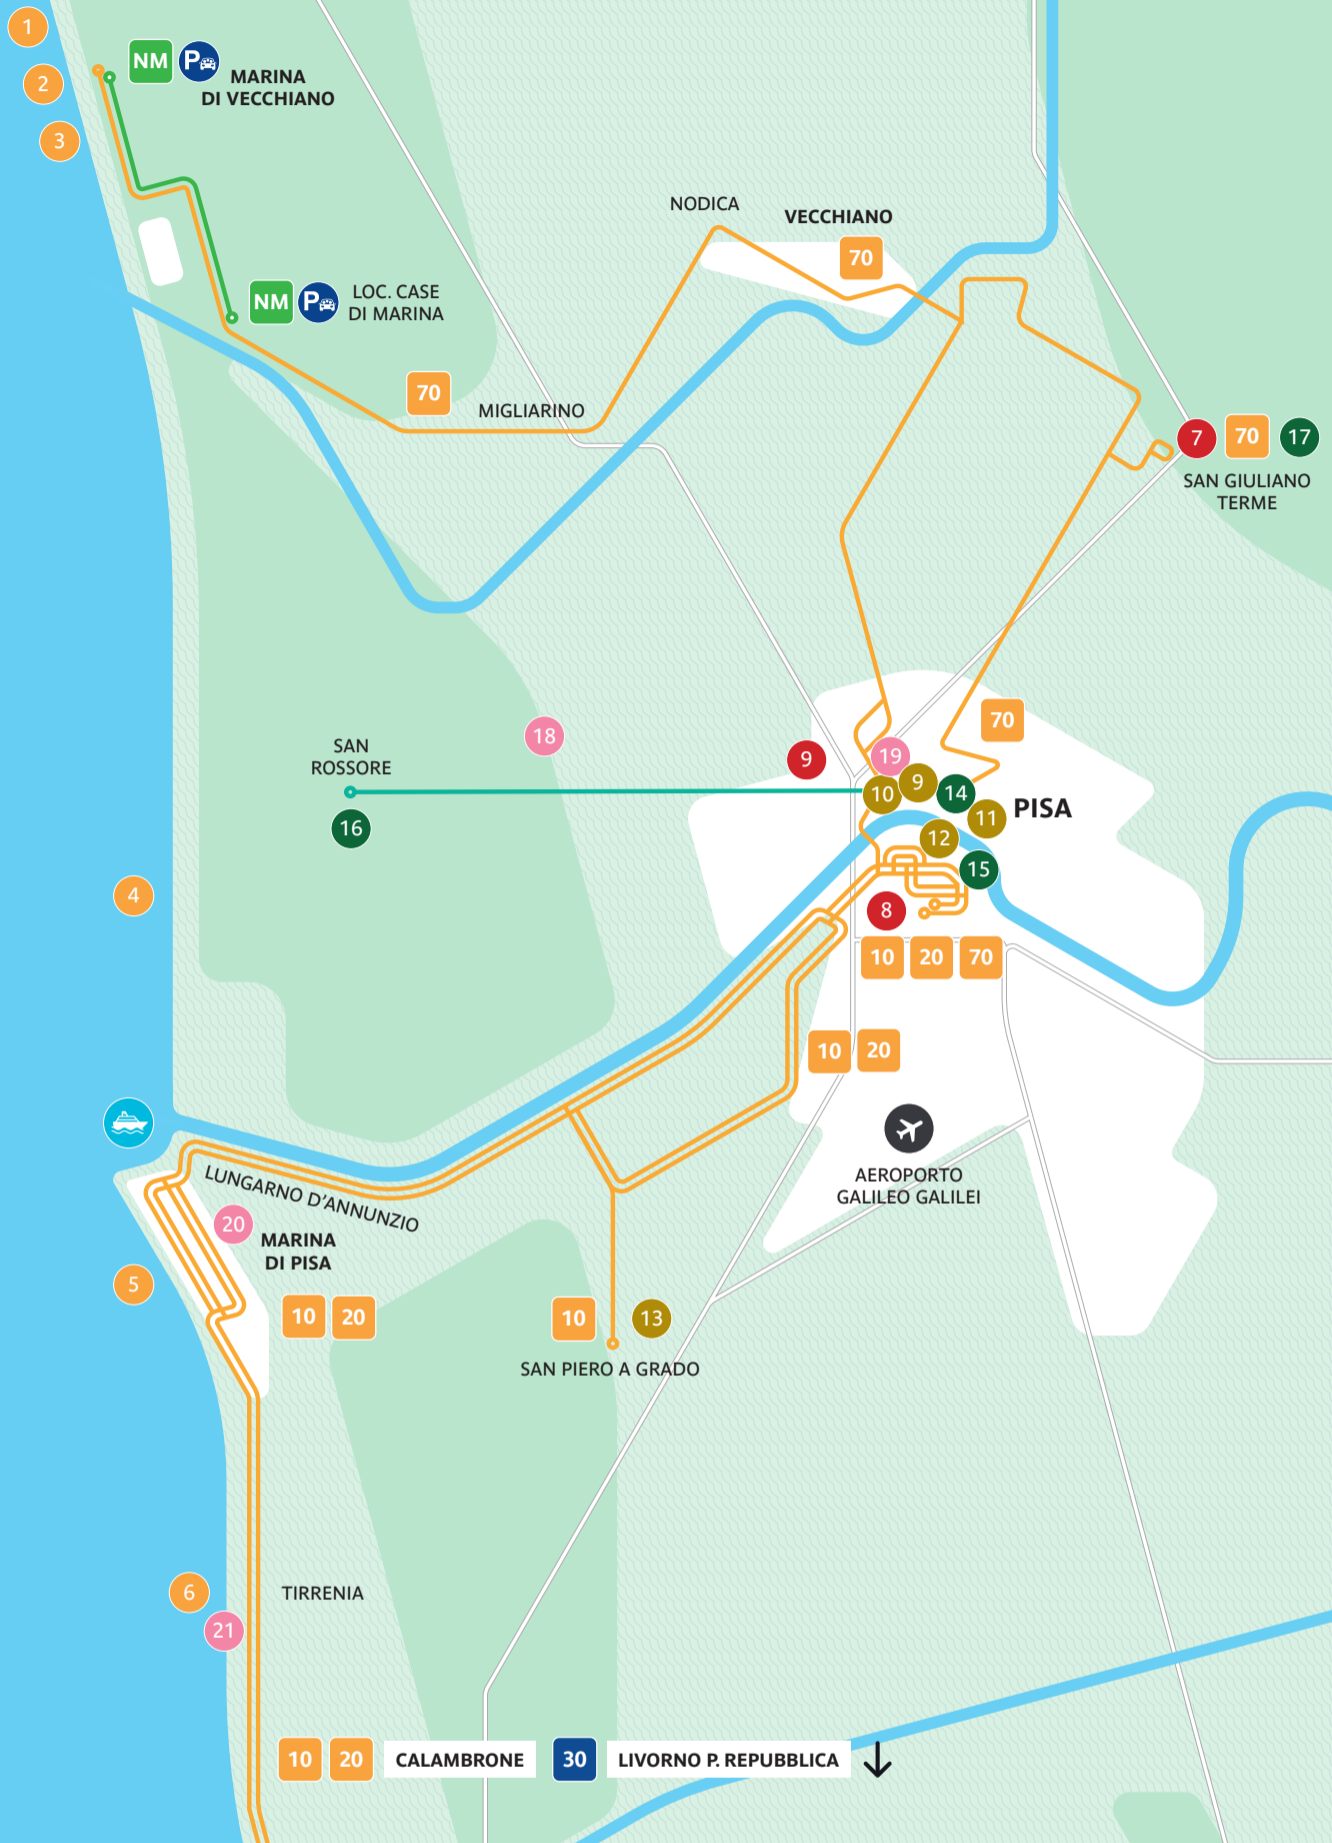 1
2
NM P MARINA
DI VECCHIANO
3
NODICA
VECCHIANO
70
NM P LOC. CASE
DI MARINA
70
MIGLIARINO
7 70 17
SAN GIULIANO
TERME
70
18
SAN
ROSSORE
9
19
9
10
14
11
PISA
12
16
15
4
8
10 20 70
10 20
AEROPORTO
GALILEO GALILEI
LUNGARNO D'ANNUNZIO
20
MARINA
DI PISA
5
10 20
10
13
SAN PIERO A GRADO
6
TIRRENIA
21
10 20 CALAMBRONE 30 LIVORNO P. REPUBBLICA